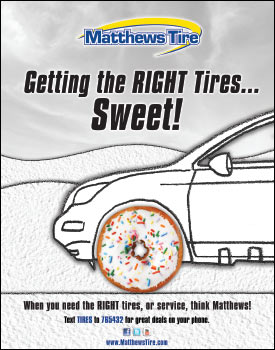 Matthews Tire
Getting the RIGHT Tires...
Sweet!
When you need the RIGHT tires, or service, think Matthews!
Text TIRES to 765432 for great deals on your phone.
www.MatthewsTire.com